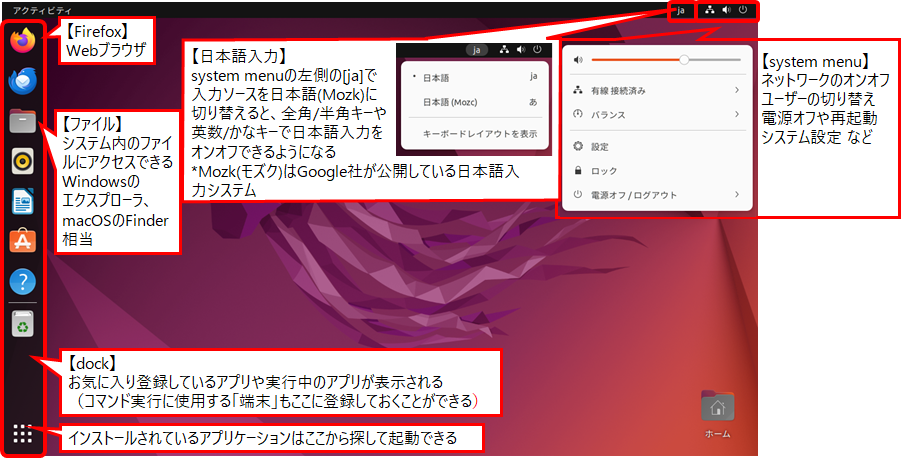 アクティビティ
ja
【Firefox】
Webブラウザ
【ファイル】
システム内のファイ
ルにアクセスできる
Windowsの
エクスプローラ、
macOSのFinder
相当
【日本語入力】
system menuの左側の[ja]で
入力ソースを日本語(Mozk)に
切り替えると、全角/半角キーや
英数/かなキーで日本語入力を
オンオフできるようになる
*Mozk(モズク)はGoogle社が公開している日本語入
力システム
ja
日本語 ja
日本語 (Mozc) あ
キーボードレイアウトを表示
有線 接続済み
バランス
設定
ロック
電源オフ / ログアウト
【system menu】
ネットワークのオンオフ
ユーザーの切り替え
電源オフや再起動
システム設定 など
【dock】
お気に入り登録しているアプリや実行中のアプリが表示される
（コマンド実行に使用する「端末」もここに登録しておくことができる）
インストールされているアプリケーションはここから探して起動できる
ホーム